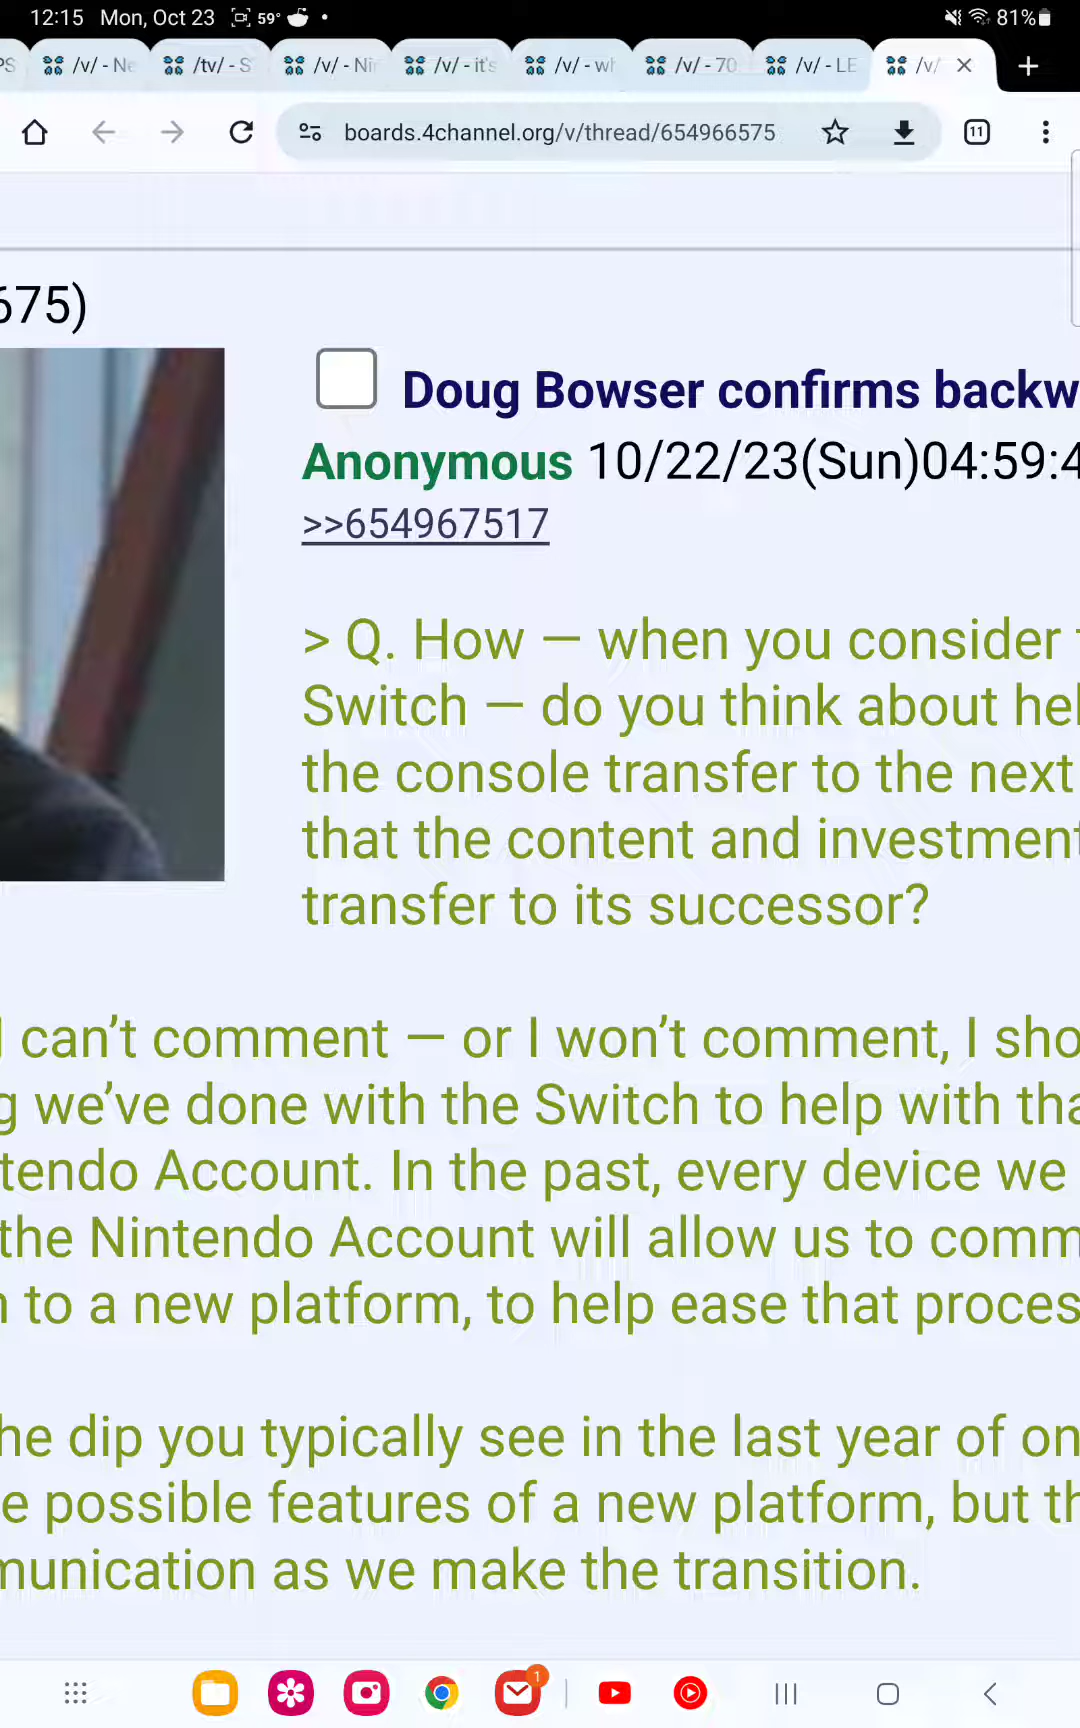 12:15 Mon, Oct 23 59° 81%
/v/ - Ne /tv/ - S /v/ - Nin /v/ - it's /v/ - wh /v/ - 70 /v/ - LE /v/
boards.4channel.org/v/thread/654966575 11
675)
Doug Bowser confirms backw
Anonymous 10/22/23(Sun)04:59:4
>>654967517
> Q. How — when you consider
Switch — do you think about hel
the console transfer to the next
that the content and investment
transfer to its successor?
I can't comment — or I won't comment, I sho
g we've done with the Switch to help with tha
tendo Account. In the past, every device we
the Nintendo Account will allow us to comm
n to a new platform, to help ease that proces
he dip you typically see in the last year of on
e possible features of a new platform, but th
munication as we make the transition.
1